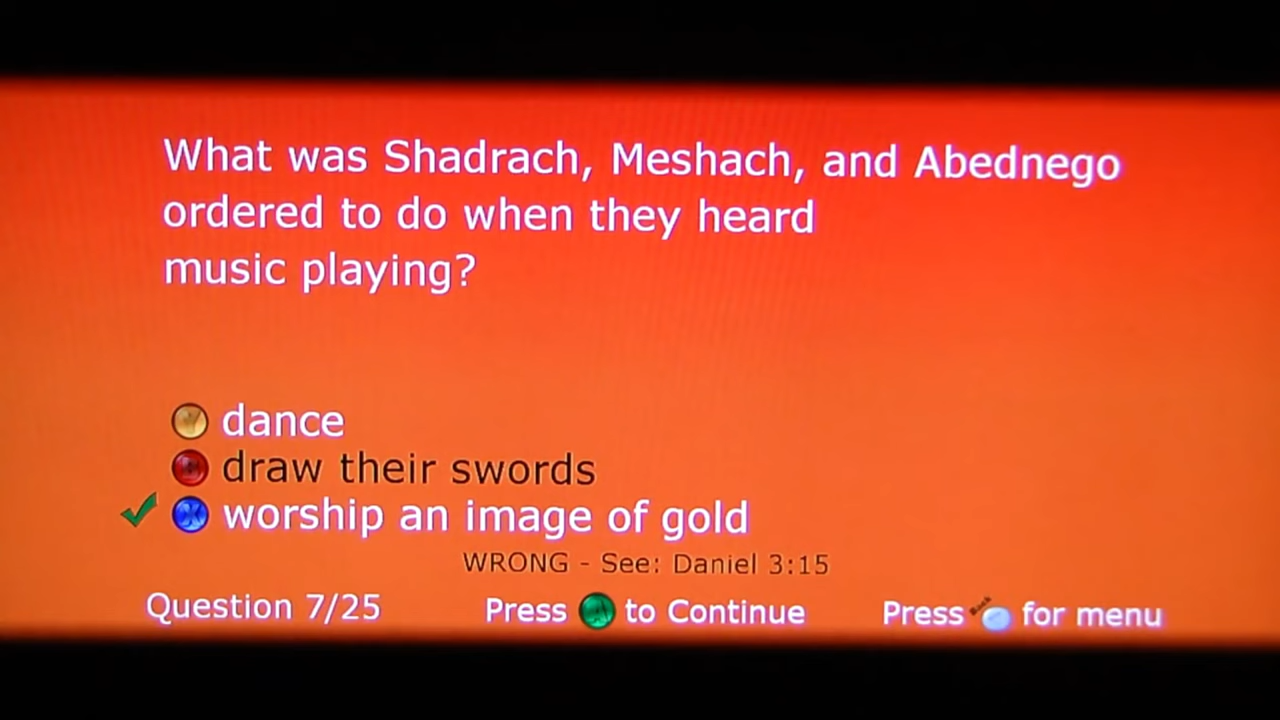 What was Shadrach, Meshach, and Abednego
ordered to do when they heard
music playing?
dance
draw their swords
worship an image of gold
WRONG - See: Daniel 3:15
Question 7/25
Press A to Continue
Press Back for menu